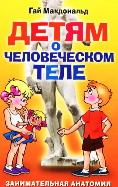 Гай Макдональд
ДЕТЯМ
О
ЧЕЛОВЕЧЕСКОМ
ТЕЛЕ
ЗАНИМАТЕЛЬНАЯ АНАТОМИЯ